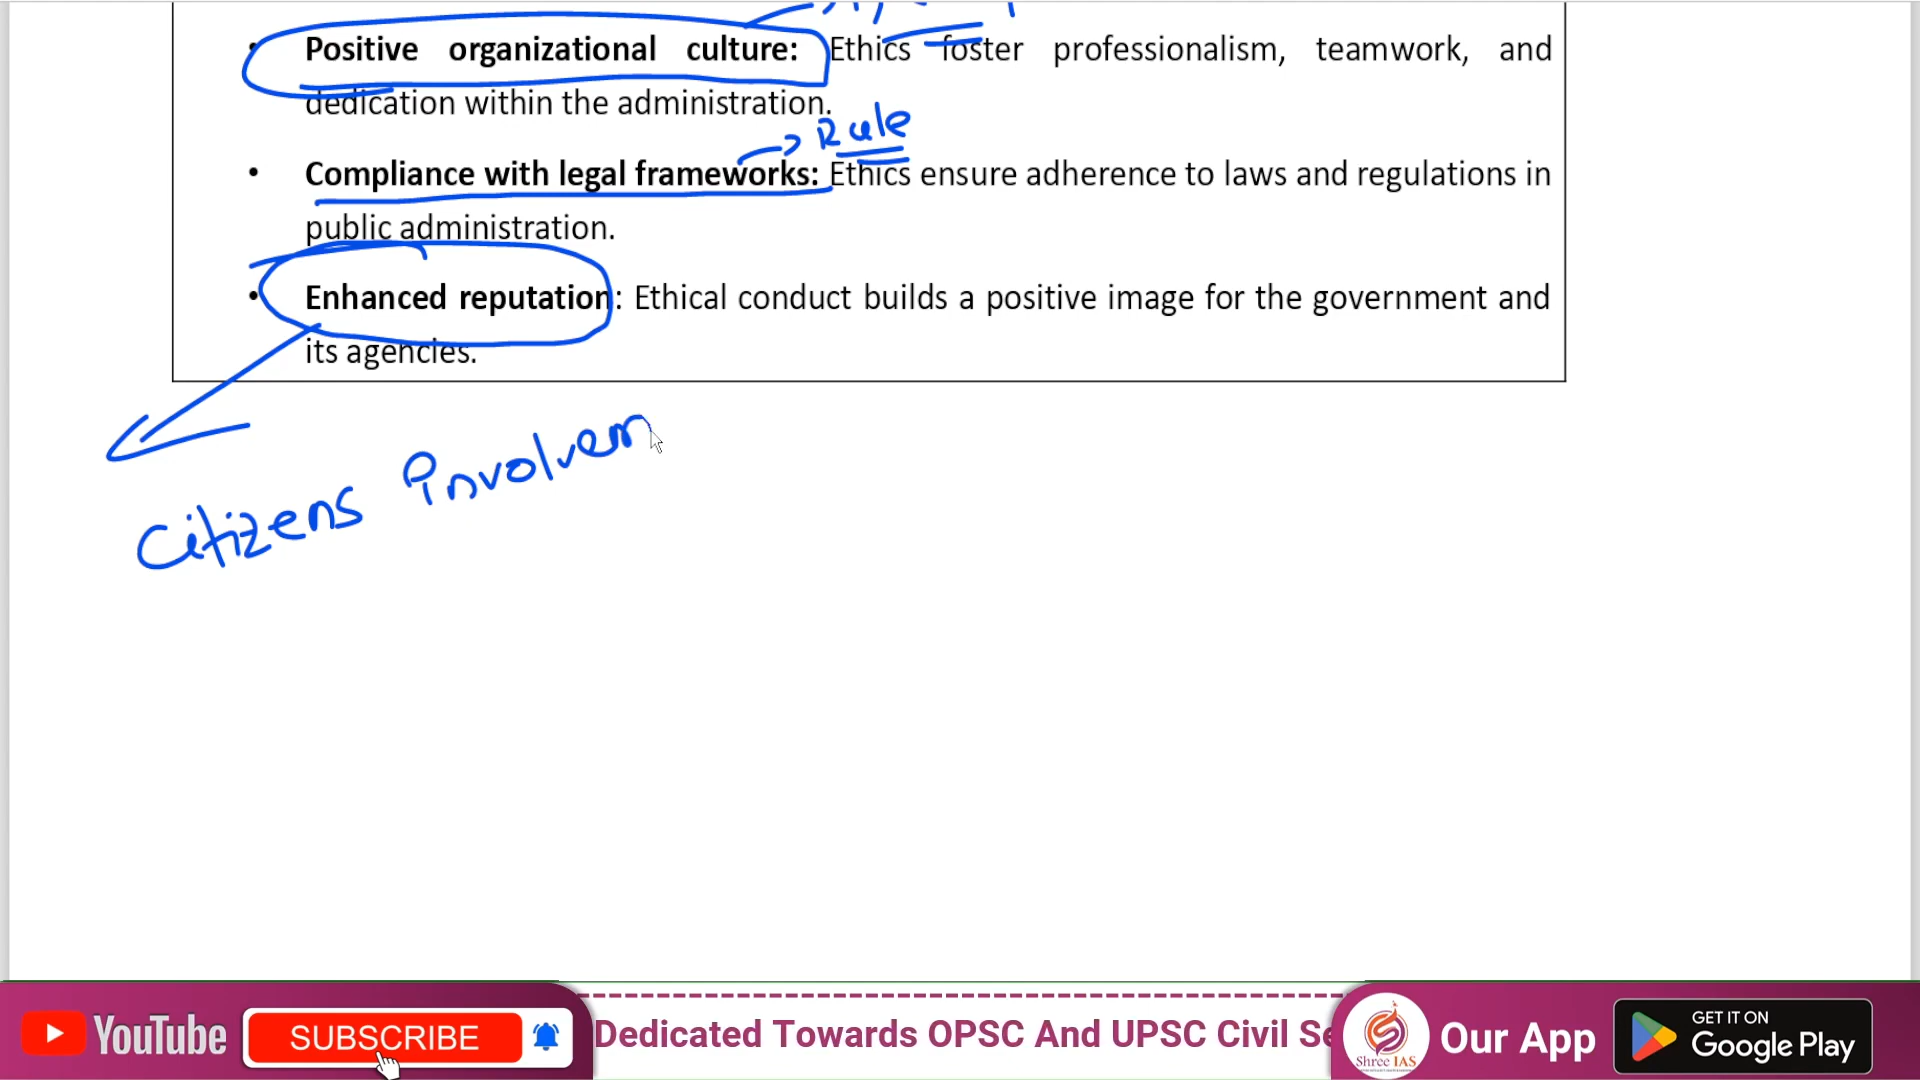 • Positive organizational culture: Ethics foster professionalism, teamwork, and
dedication within the administration.
Rule
• Compliance with legal frameworks: Ethics ensure adherence to laws and regulations in
public administration.
• Enhanced reputation: Ethical conduct builds a positive image for the government and
its agencies.
Citizens involvem
YouTube SUBSCRIBE Dedicated Towards OPSC And UPSC Civil Se Shree IAS Our App GET IT ON Google Play